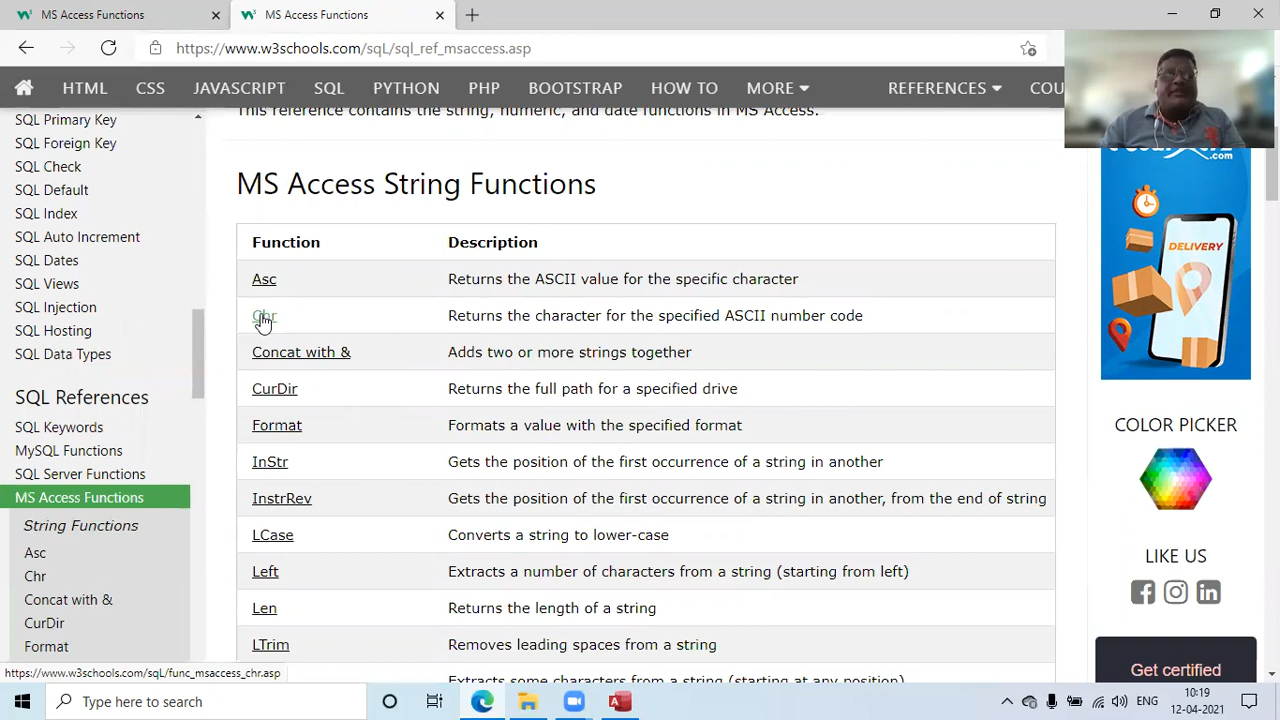 MS Access Functions
MS Access Functions
https://www.w3schools.com/sqL/sql_ref_msaccess.asp
HTML CSS JAVASCRIPT SQL PYTHON PHP BOOTSTRAP HOW TO MORE REFERENCES COU
SQL Primary Key
SQL Foreign Key
SQL Check
SQL Default
SQL Index
SQL Auto Increment
SQL Dates
SQL Views
SQL Injection
SQL Hosting
SQL Data Types
SQL References
SQL Keywords
MySQL Functions
SQL Server Functions
MS Access Functions
String Functions
Asc
Chr
Concat with &
CurDir
Format
This reference contains the string, numeric, and date functions in MS Access.
MS Access String Functions
Function Description
Asc Returns the ASCII value for the specific character
Chr Returns the character for the specified ASCII number code
Concat with & Adds two or more strings together
CurDir Returns the full path for a specified drive
Format Formats a value with the specified format
InStr Gets the position of the first occurrence of a string in another
InstrRev Gets the position of the first occurrence of a string in another, from the end of string
LCase Converts a string to lower-case
Left Extracts a number of characters from a string (starting from left)
Len Returns the length of a string
LTrim Removes leading spaces from a string
Extracts some characters from a string (starting at any position)
.com
DELIVERY
COLOR PICKER
LIKE US
Get certified
https://www.w3schools.com/sqL/func_msaccess_chr.asp
Type here to search
ENG
10:19
12-04-2021